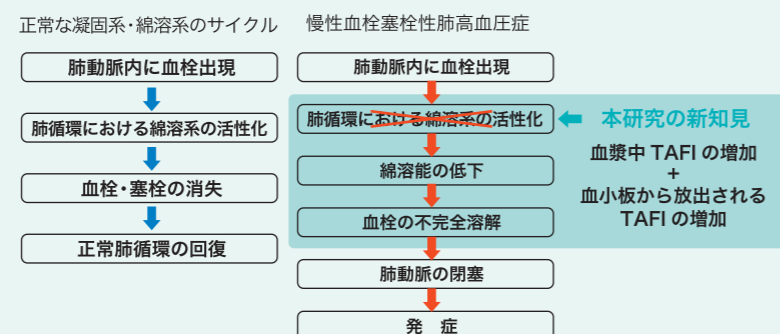 正常な凝固系・綿溶系のサイクル
肺動脈内に血栓出現
肺循環における綿溶系の活性化
血栓・塞栓の消失
正常肺循環の回復
慢性血栓塞栓性肺高血圧症
肺動脈内に血栓出現
肺循環における綿溶系の活性化
綿溶能の低下
血栓の不完全溶解
肺動脈の閉塞
発 症
本研究の新知見
血漿中 TAFI の増加
+
血小板から放出される
TAFI の増加